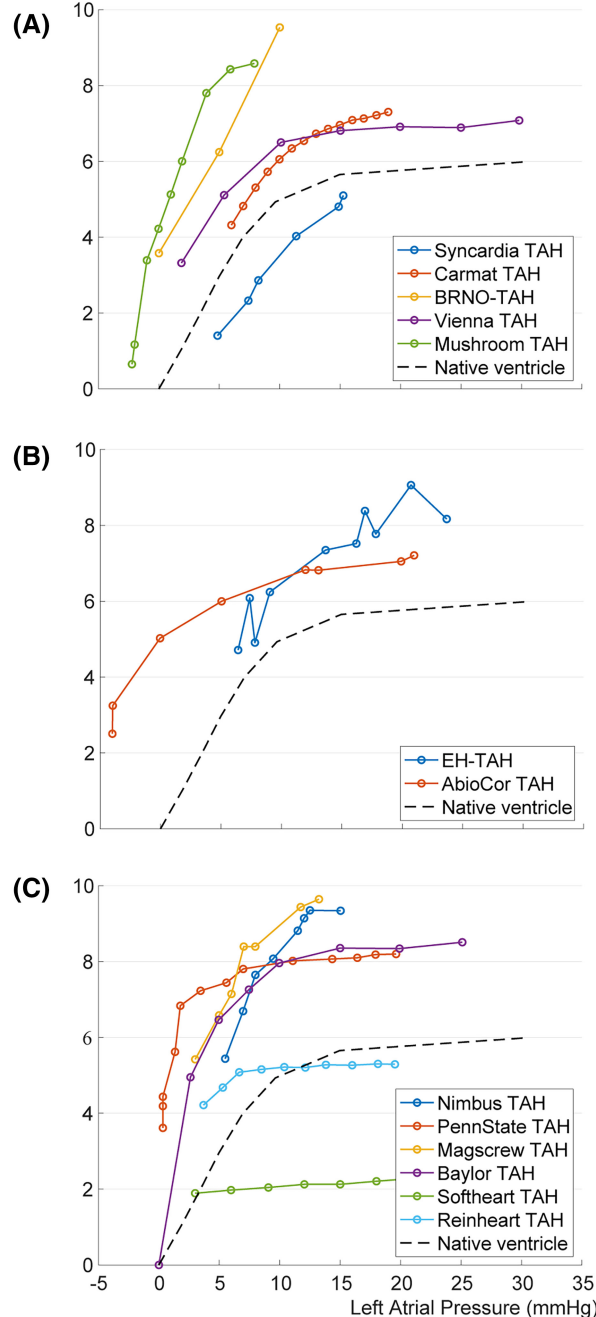 (A)
10
8
6
4
2
0
Syncardia TAH
Carmat TAH
BRNO-TAH
Vienna TAH
Mushroom TAH
Native ventricle
(B)
10
8
6
4
2
0
EH-TAH
AbioCor TAH
Native ventricle
(C)
10
8
6
4
2
0
Nimbus TAH
PennState TAH
Magscrew TAH
Baylor TAH
Softheart TAH
Reinheart TAH
Native ventricle
-5 0 5 10 15 20 25 30 35
Left Atrial Pressure (mmHg)